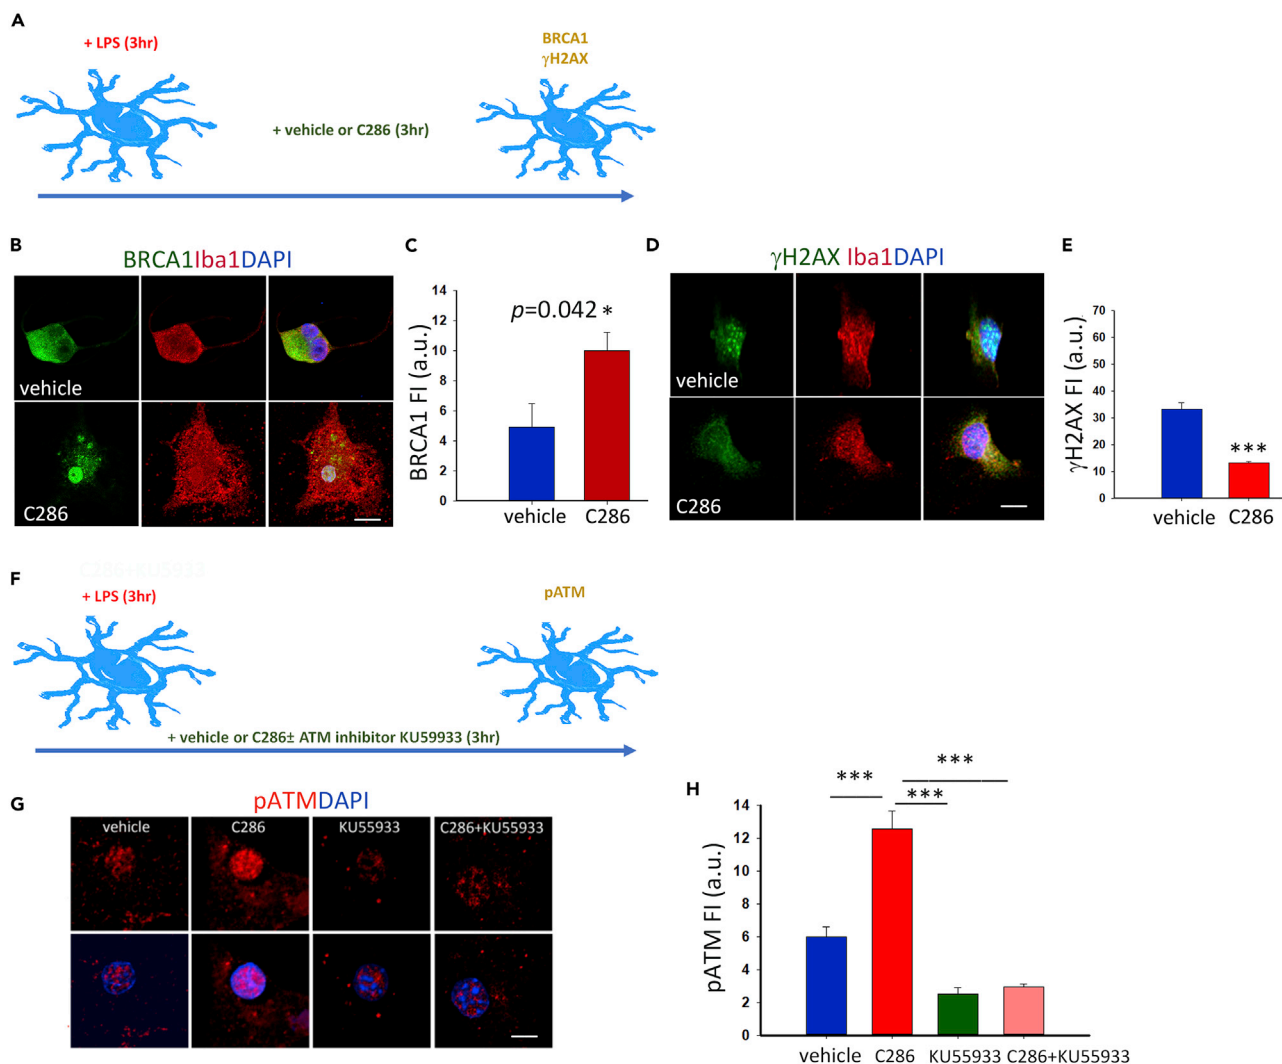 A
+ LPS (3hr)
BRCA1
γH2AX
+ vehicle or C286 (3hr)
B
BRCA1Iba1DAPI
vehicle
C286
C
14
12
10
8
6
4
2
0
BRCA1 FI (a.u.)
p=0.042 *
vehicle
C286
D
γH2AX Iba1DAPI
vehicle
C286
E
70
60
50
40
30
20
10
0
γH2AX FI (a.u.)
***
vehicle
C286
F
C286+KU55933
+ LPS (3hr)
pATM
+ vehicle or C286± ATM inhibitor KU59933 (3hr)
G
pATMDAPI
vehicle
C286
KU55933
C286+KU55933
H
14
12
10
8
6
4
2
0
pATM FI (a.u.)
***
***
***
vehicle
C286
KU55933
C286+KU55933